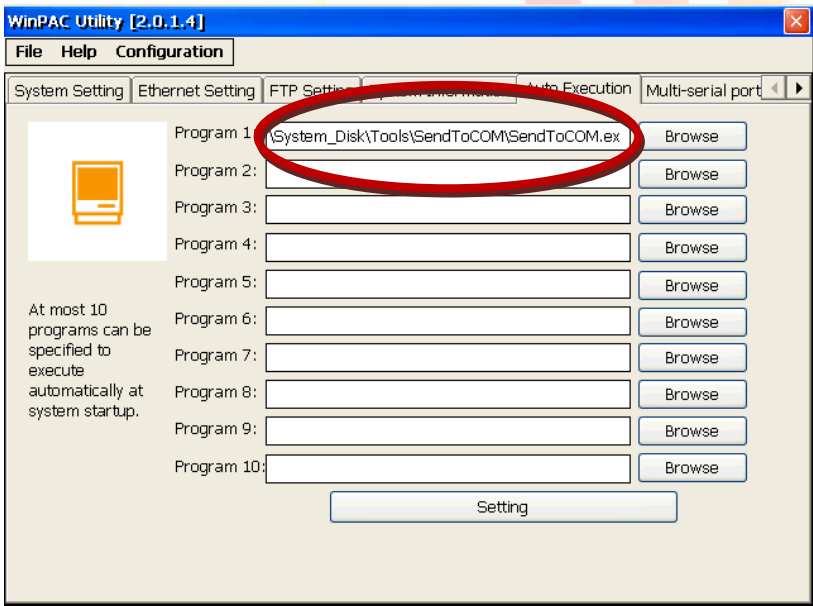 WinPAC Utility [2.0.1.4]
File Help Configuration
System Setting Ethernet Setting FTP Setting System Information Auto Execution Multi-serial port
Program 1: \System_Disk\Tools\SendToCOM\SendToCOM.ex Browse
Program 2: Browse
Program 3: Browse
Program 4: Browse
Program 5: Browse
At most 10
programs can be
specified to
execute
automatically at
system startup.
Program 6: Browse
Program 7: Browse
Program 8: Browse
Program 9: Browse
Program 10: Browse
Setting